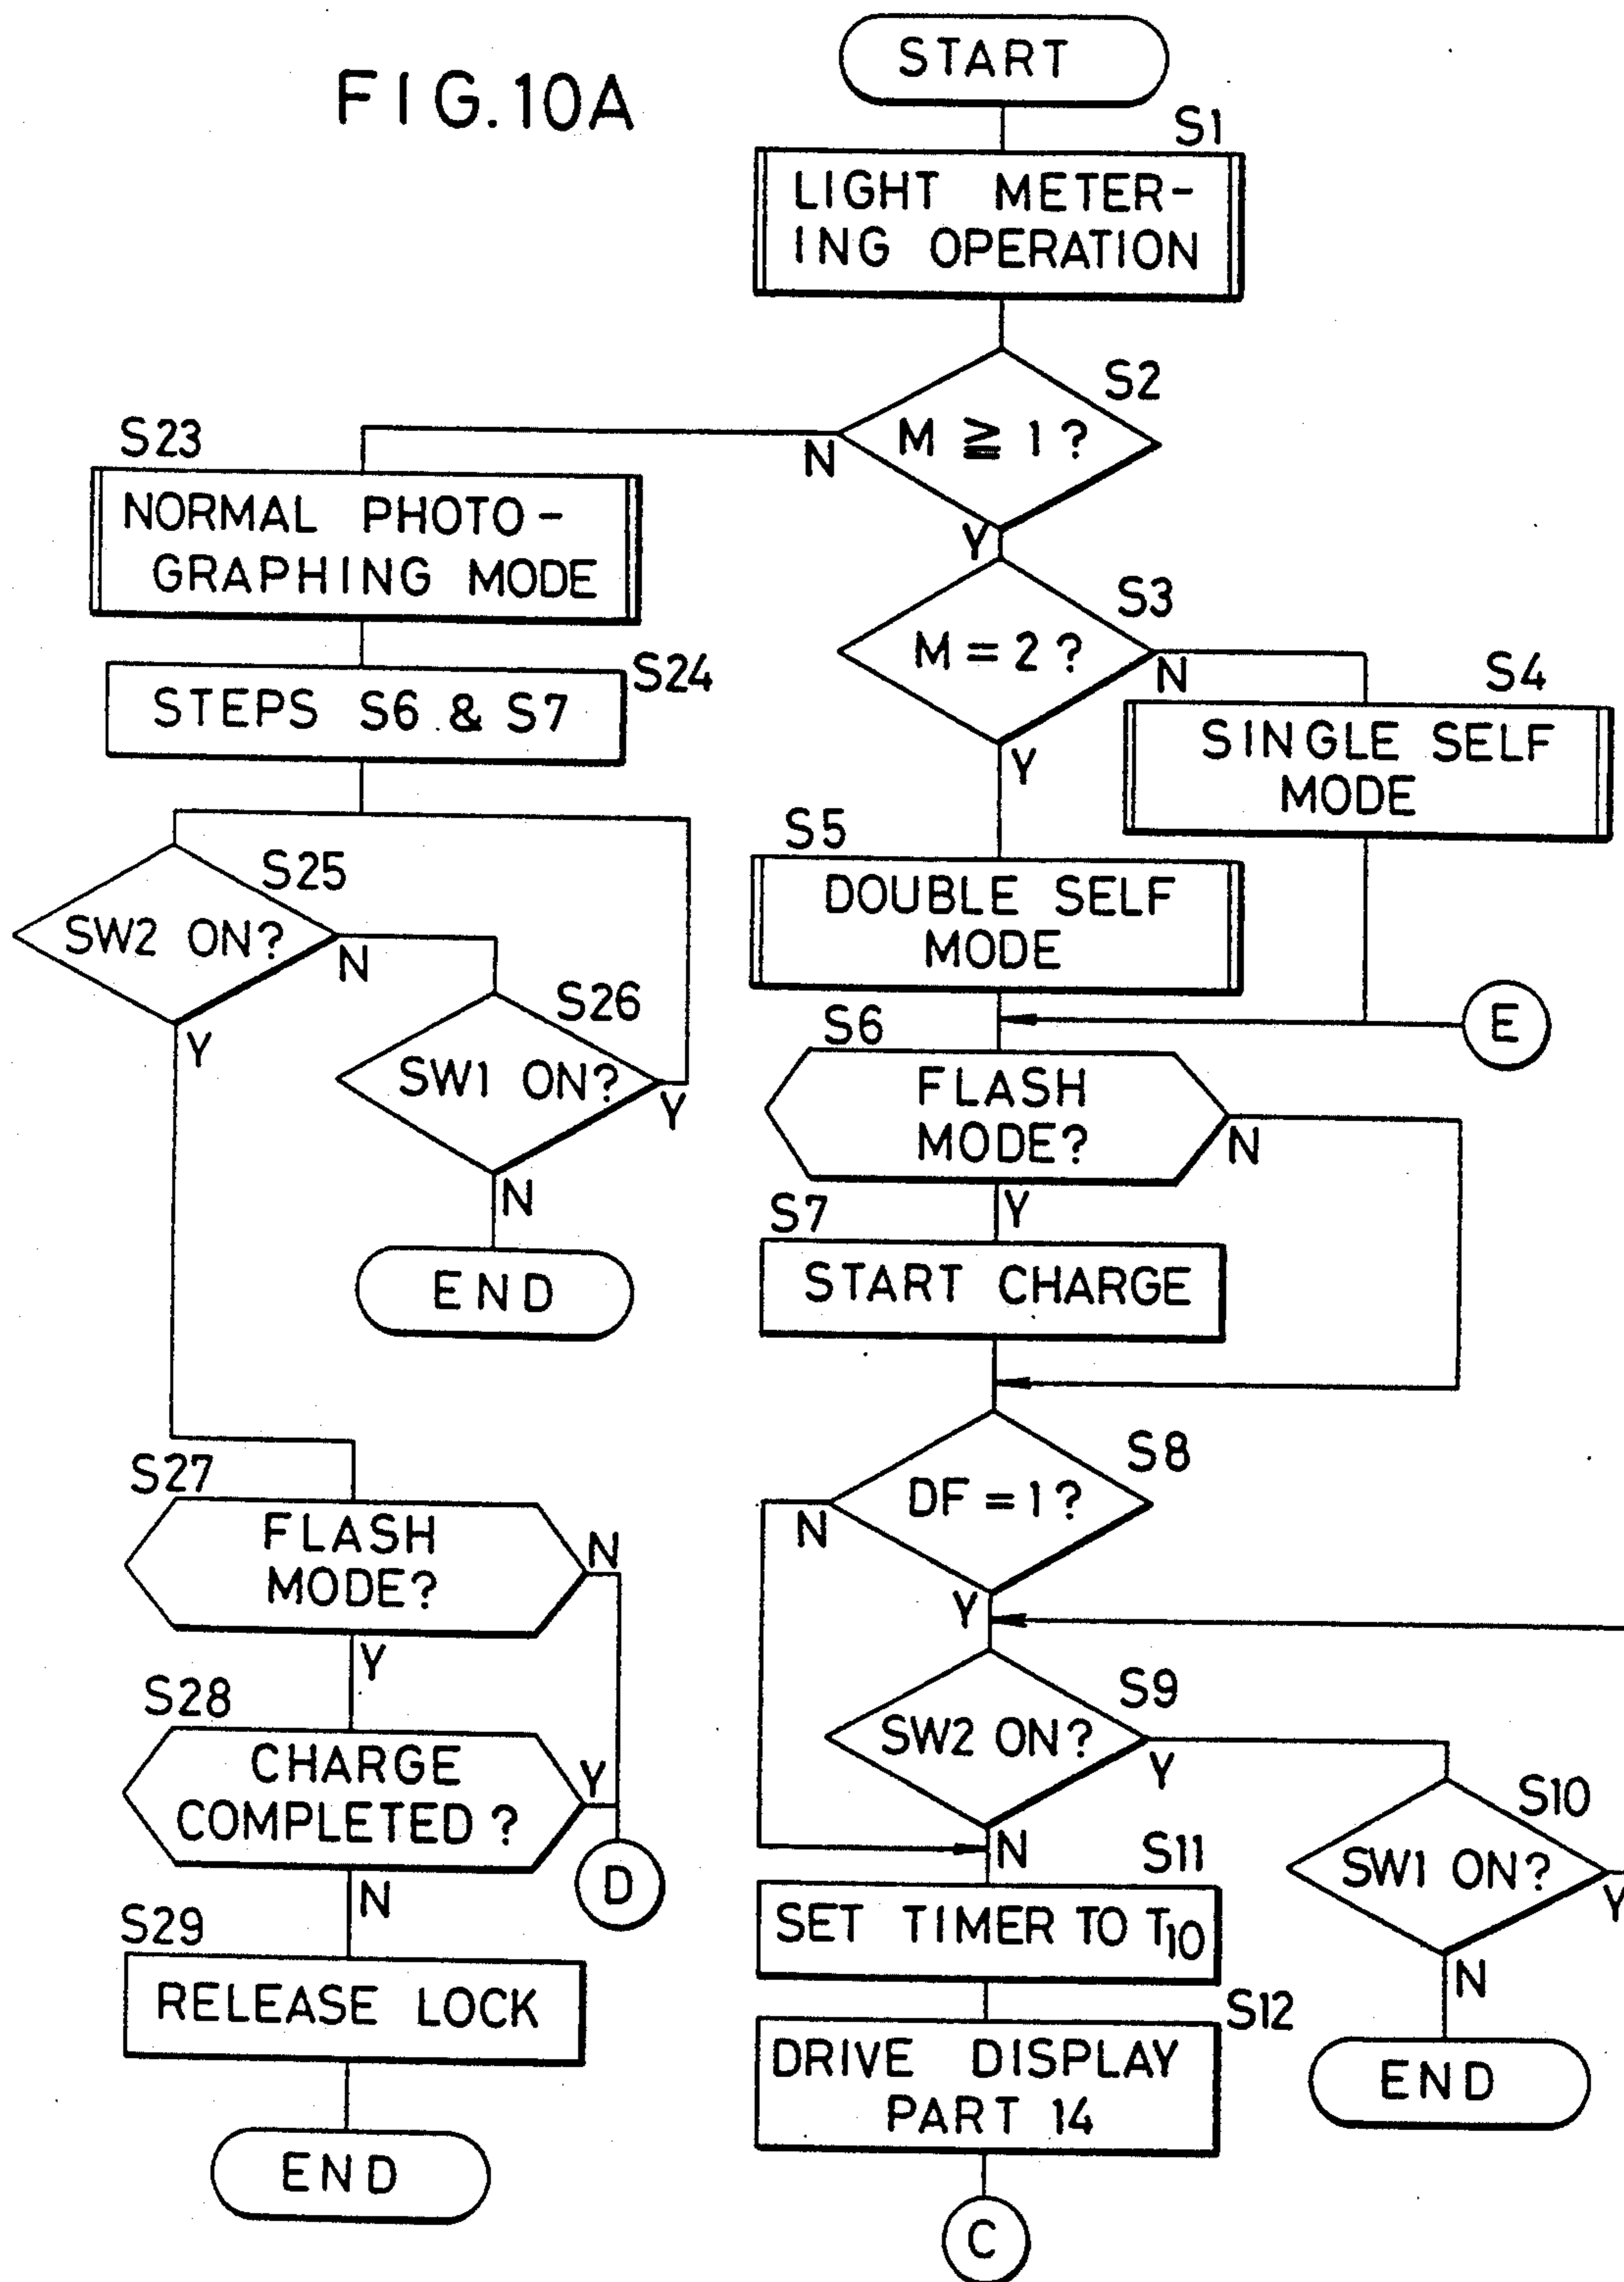 FIG.10A
START
S1
LIGHT METER-
ING OPERATION
S2
M ≧ 1 ?
N
Y
S23
NORMAL PHOTO-
GRAPHING MODE
S24
STEPS S6 & S7
S3
M = 2 ?
N
Y
S4
SINGLE SELF
MODE
S5
DOUBLE SELF
MODE
E
S25
SW2 ON?
N
Y
S26
SW1 ON?
Y
N
END
S6
FLASH
MODE?
N
Y
S7
START CHARGE
S8
DF = 1 ?
N
Y
S27
FLASH
MODE?
N
Y
S28
CHARGE
COMPLETED ?
Y
N
D
S29
RELEASE LOCK
END
S9
SW2 ON?
Y
N
S10
SW1 ON?
Y
N
END
S11
SET TIMER TO T10
S12
DRIVE DISPLAY
PART 14
C